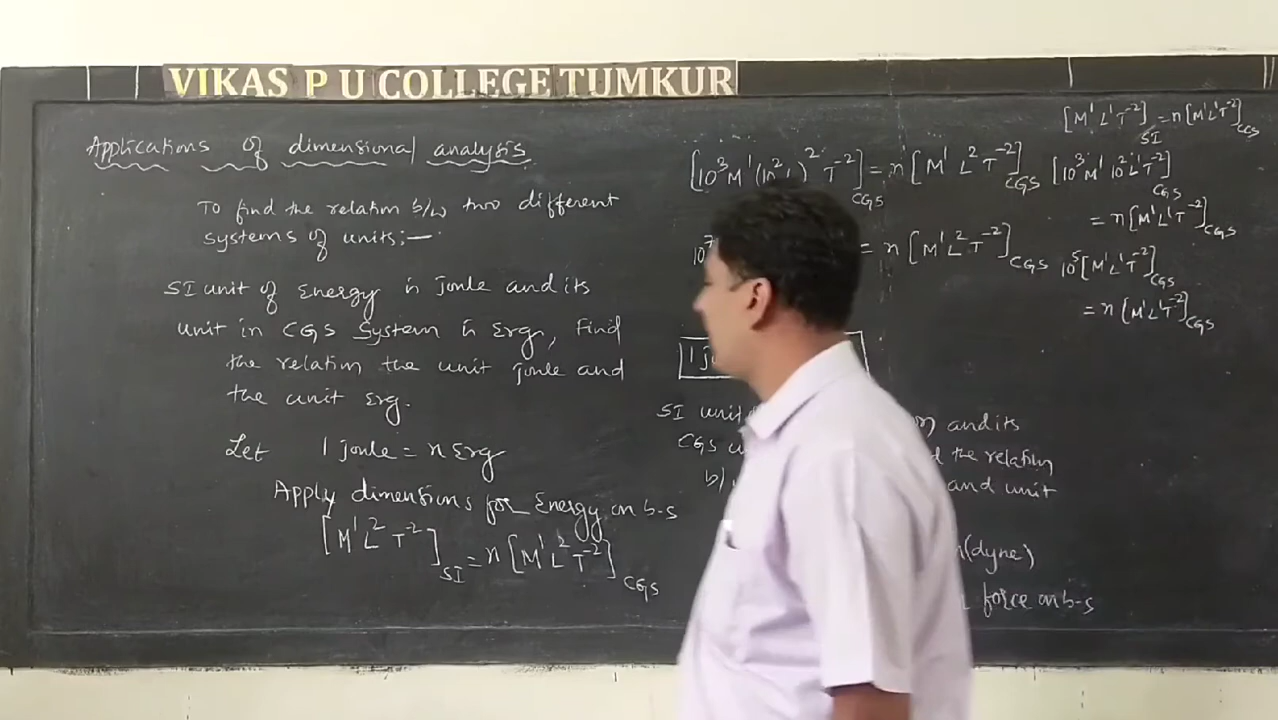 VIKAS P U COLLEGE TUMKUR
Applications of dimensional analysis
To find the relation b/w two different
systems of units;—
SI unit of Energy is joule and its
unit in CGS System is Erg, Find
the relation the unit joule and
the unit Erg.
Let 1 joule = n Erg
Apply dimensions for Energy on b-s
[M¹L²T⁻²]SI = n[M¹L²T⁻²]CGS
[10³M¹(10²L)²T⁻²]CGS = n[M¹L²T⁻²]CGS
10⁷ = n[M¹L²T⁻²]CGS
1 jo
SI unit and its
CGS the relation
b/ and unit
(dyne)
force on b-s
[M¹L¹T⁻²]SI = n[M¹L¹T⁻²]CGS
[10³M¹10²L¹T⁻²]CGS
= n[M¹L¹T⁻²]CGS
10⁵[M¹L¹T⁻²]CGS
= n[M¹L¹T⁻²]CGS